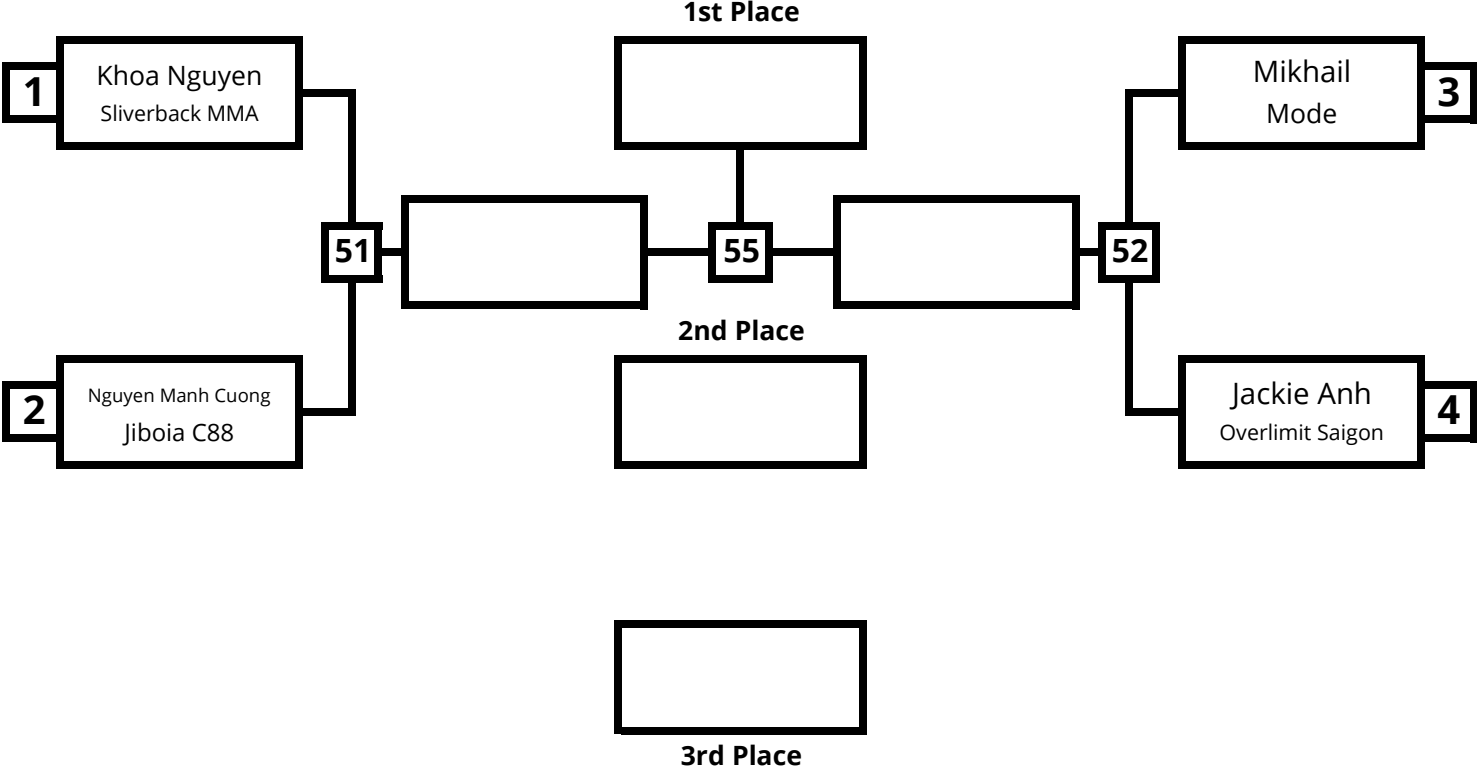 1st Place
1
Khoa Nguyen
Sliverback MMA
Mikhail
Mode
3
51
55
52
2nd Place
2
Nguyen Manh Cuong
Jiboia C88
Jackie Anh
Overlimit Saigon
4
3rd Place